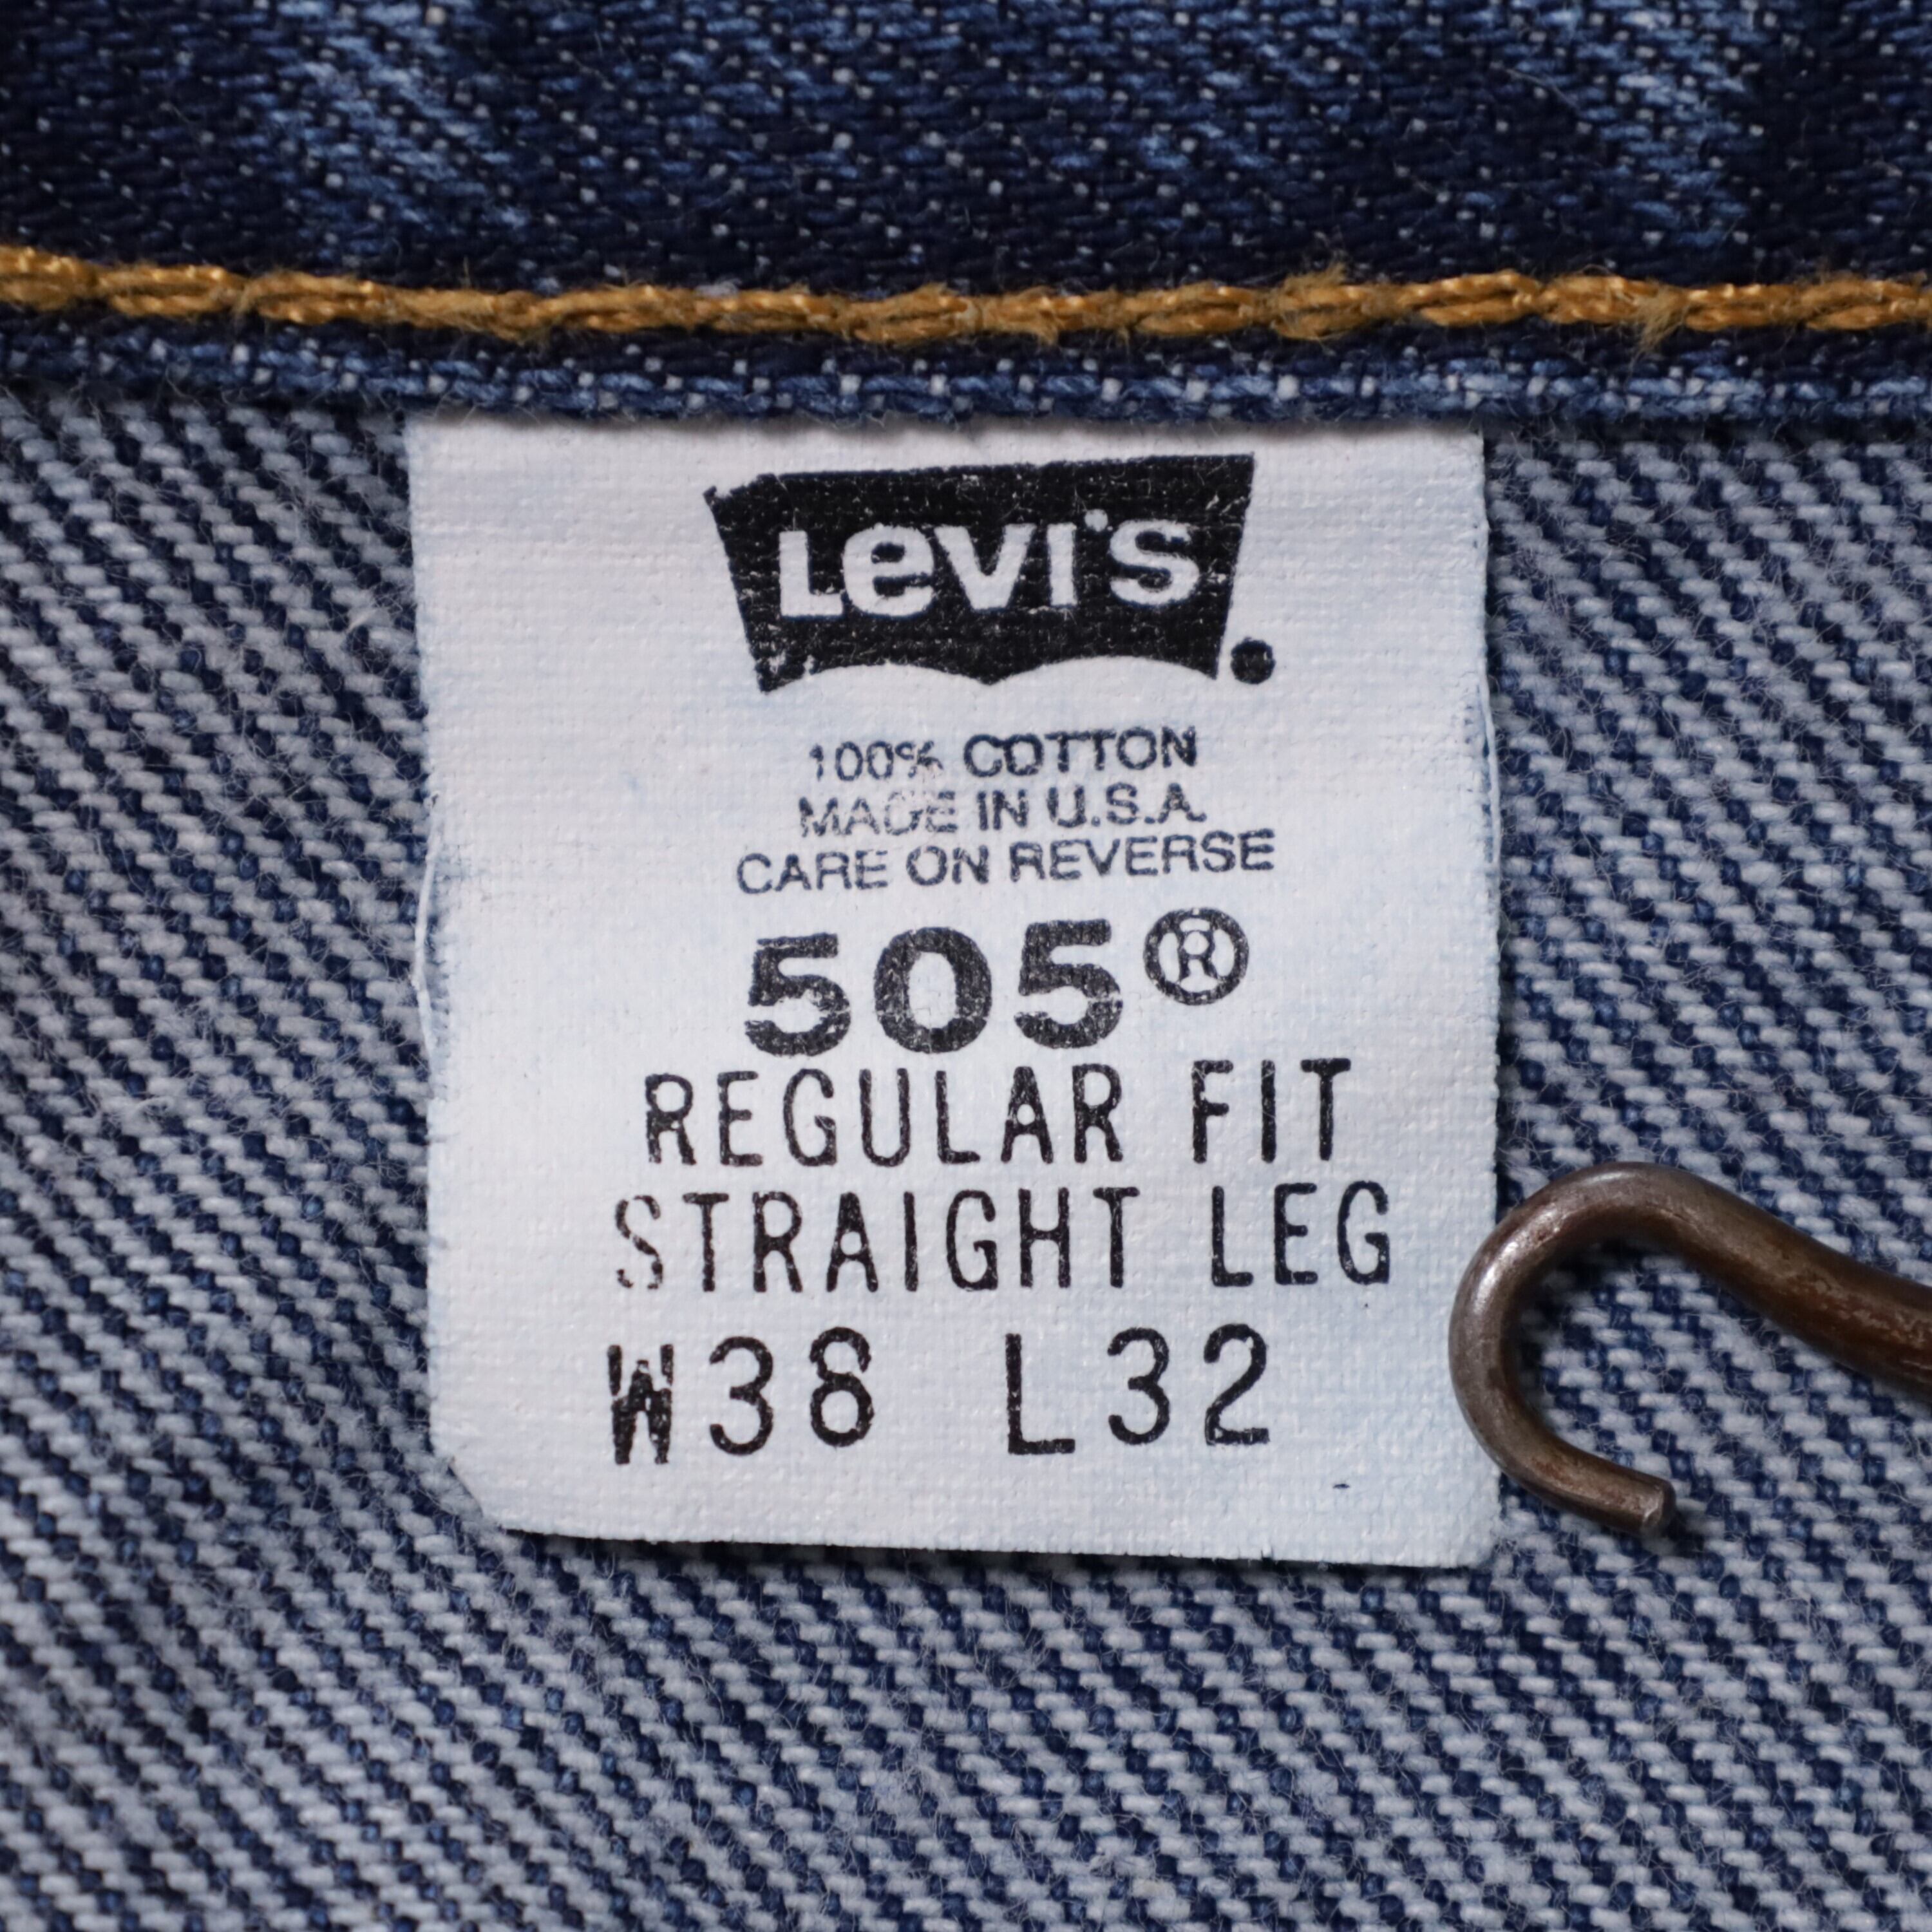 Levi's
100% COTTON
MADE IN U.S.A.
CARE ON REVERSE
505®
REGULAR FIT
STRAIGHT LEG
W38 L32